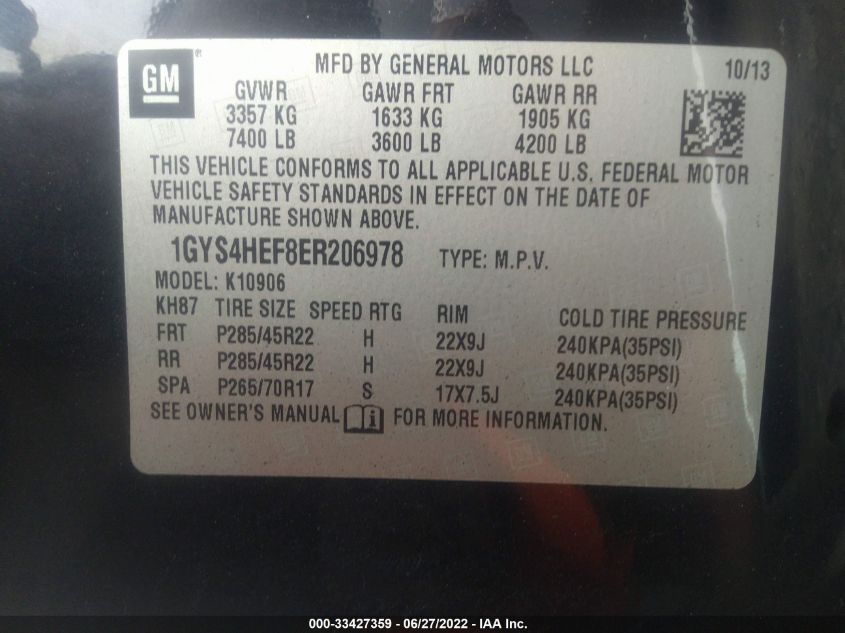 GM ® MFD BY GENERAL MOTORS LLC 10/13
GVWR GAWR FRT GAWR RR
3357 KG 1633 KG 1905 KG
7400 LB 3600 LB 4200 LB
THIS VEHICLE CONFORMS TO ALL APPLICABLE U.S. FEDERAL MOTOR
VEHICLE SAFETY STANDARDS IN EFFECT ON THE DATE OF
MANUFACTURE SHOWN ABOVE.
1GYS4HEF8ER206978 TYPE: M.P.V.
MODEL: K10906
KH87 TIRE SIZE SPEED RTG RIM COLD TIRE PRESSURE
FRT P285/45R22 H 22X9J 240KPA(35PSI)
RR P285/45R22 H 22X9J 240KPA(35PSI)
SPA P265/70R17 S 17X7.5J 240KPA(35PSI)
SEE OWNER'S MANUAL FOR MORE INFORMATION.
000-33427359 - 06/27/2022 - IAA Inc.